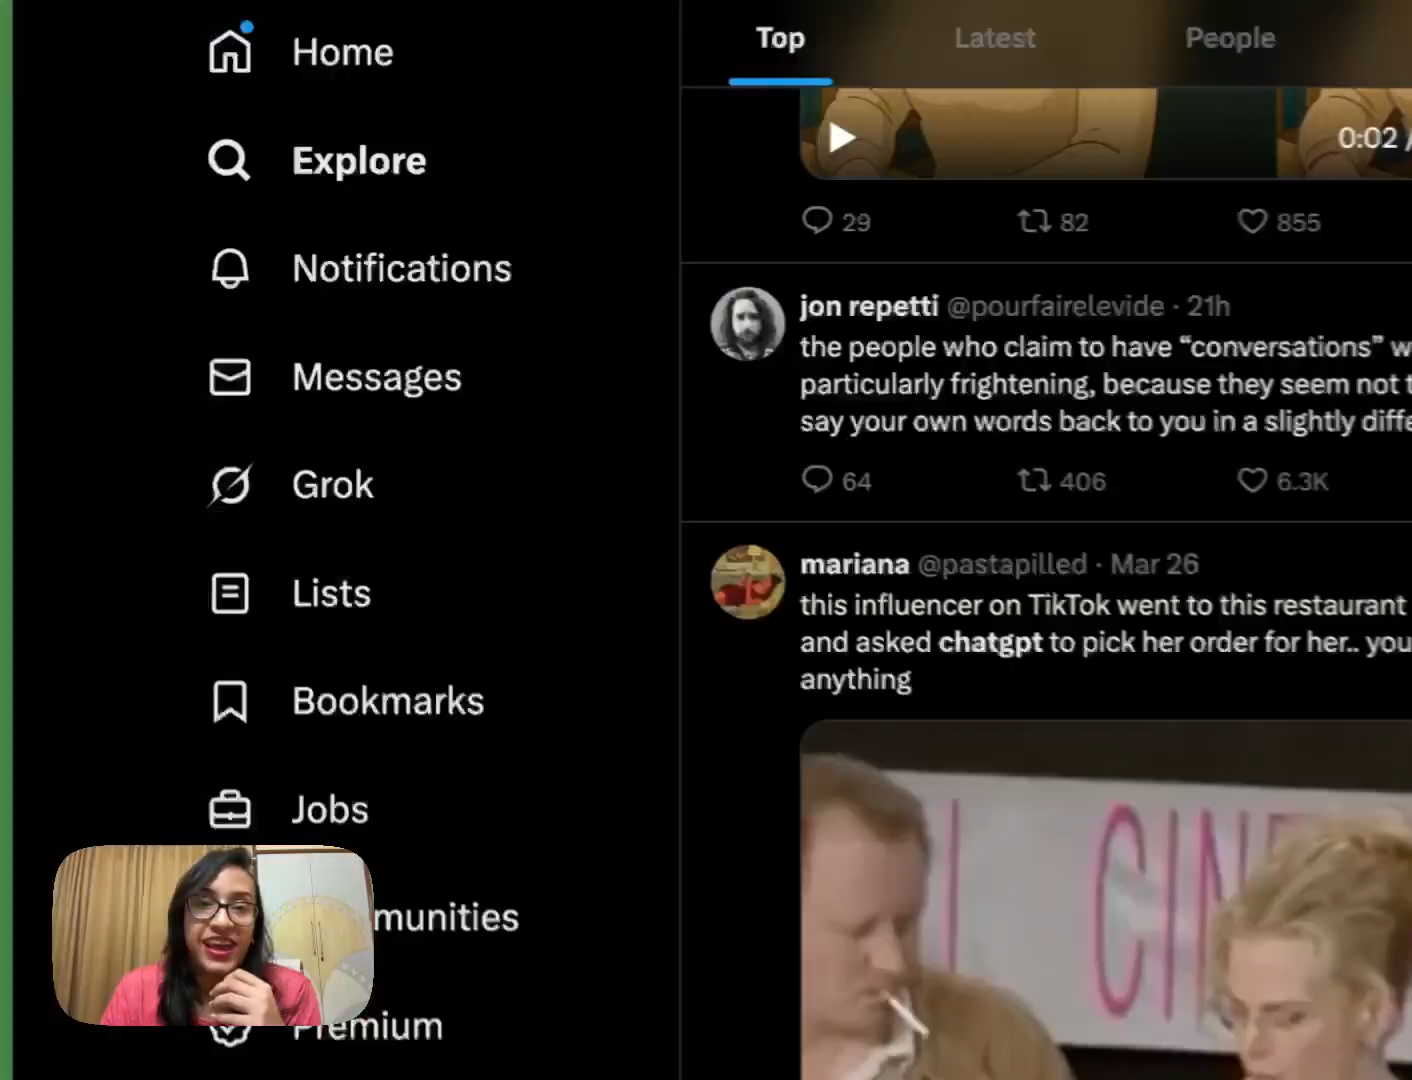 Home
Explore
Notifications
Messages
Grok
Lists
Bookmarks
Jobs
munities
Premium
Top Latest People
0:02 /
29 82 855
jon repetti @pourfairelevide · 21h
the people who claim to have “conversations” w
particularly frightening, because they seem not t
say your own words back to you in a slightly diffe
64 406 6.3K
mariana @pastapilled · Mar 26
this influencer on TikTok went to this restaurant
and asked chatgpt to pick her order for her.. you
anything
CINE